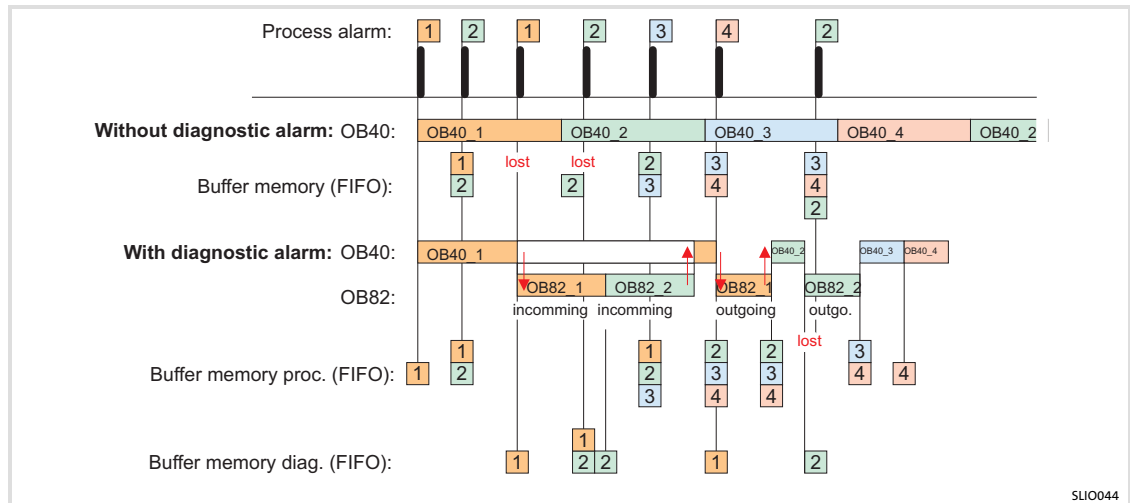 Process alarm: 1 2 1 2 3 4 2
Without diagnostic alarm: OB40: OB40_1 OB40_2 OB40_3 OB40_4 OB40_2
1 lost lost 2 3 3
Buffer memory (FIFO): 2 2 3 4 4
2
With diagnostic alarm: OB40: OB40_1 OB40_2 OB40_3 OB40_4
OB82: OB82_1 OB82_2 OB82_1 OB82_2
incomming incomming outgoing outgo.
lost
1 1 2 2 3
Buffer memory proc. (FIFO): 1 2 2 3 3 4 4
3 4 4
1
Buffer memory diag. (FIFO): 1 2 2 1 2
SLIO044